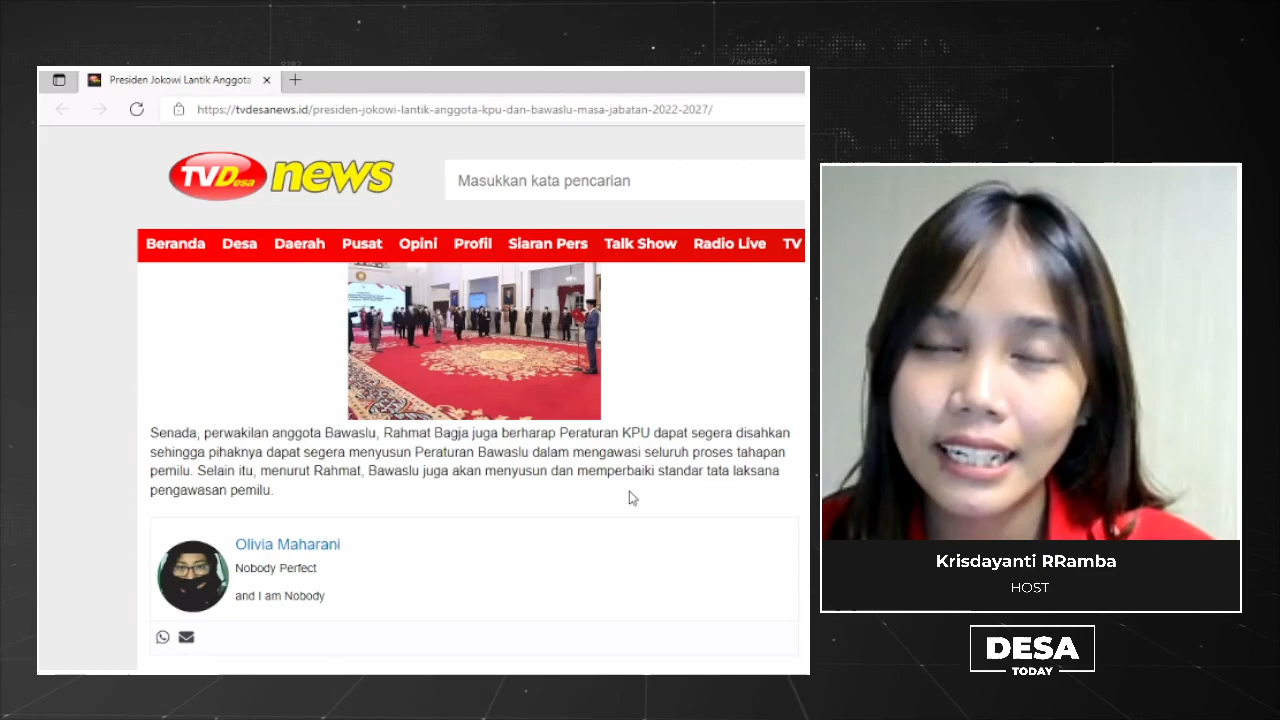 9782
726402054
Presiden Jokowi Lantik Anggota
https://tvdesanews.id/presiden-jokowi-lantik-anggota-kpu-dan-bawaslu-masa-jabatan-2022-2027/
TVDesa news
Masukkan kata pencarian
Beranda Desa Daerah Pusat Opini Profil Siaran Pers Talk Show Radio Live TV
Senada, perwakilan anggota Bawaslu, Rahmat Bagja juga berharap Peraturan KPU dapat segera disahkan
sehingga pihaknya dapat segera menyusun Peraturan Bawaslu dalam mengawasi seluruh proses tahapan
pemilu. Selain itu, menurut Rahmat, Bawaslu juga akan menyusun dan memperbaiki standar tata laksana
pengawasan pemilu.
Olivia Maharani
Nobody Perfect
and I am Nobody
Krisdayanti RRamba
HOST
DESA
TODAY